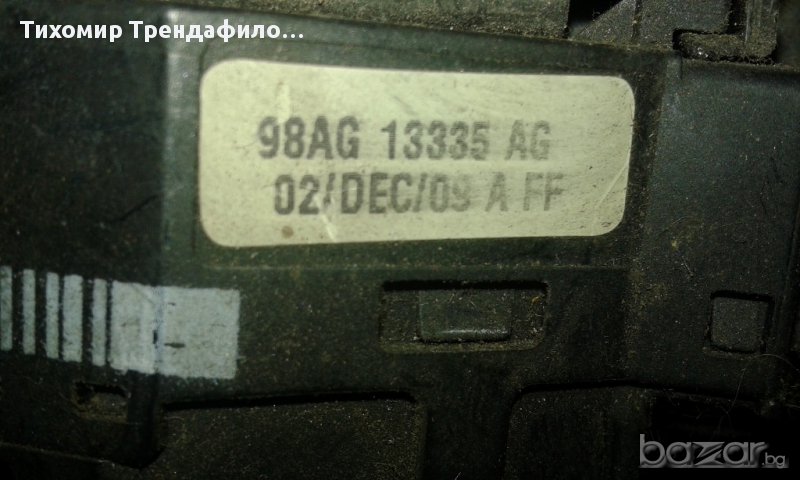 Тихомир Трендафило...
98AG 13335 AG
02/DEC/09 A FF
bazar.bg